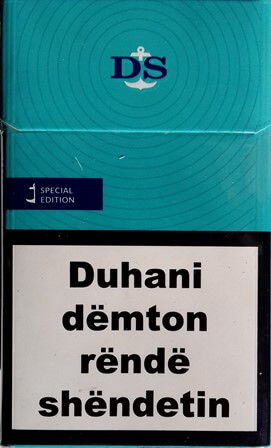 DS
SPECIAL
EDITION
Duhani
dëmton
rëndë
shëndetin